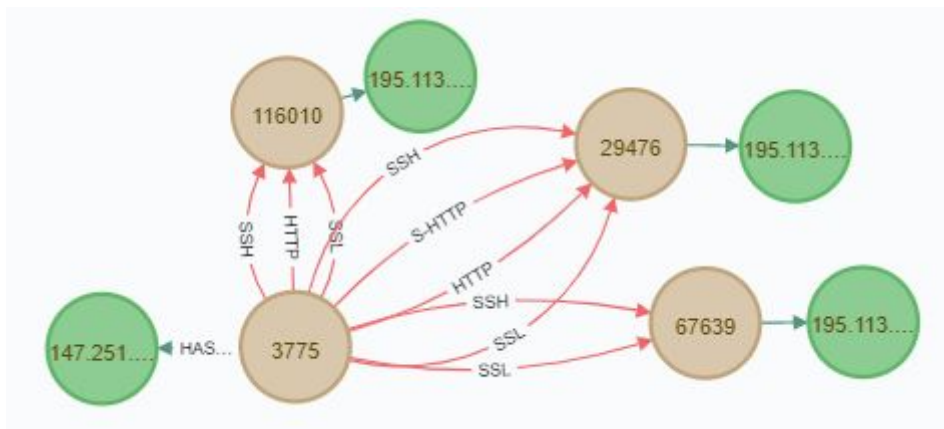 195.113....
116010
SSH
29476
195.113....
S-HTTP
SSH
HTTP
SSL
HTTP
SSH
67639
195.113....
147.251....
HAS...
3775
SSL
SSL